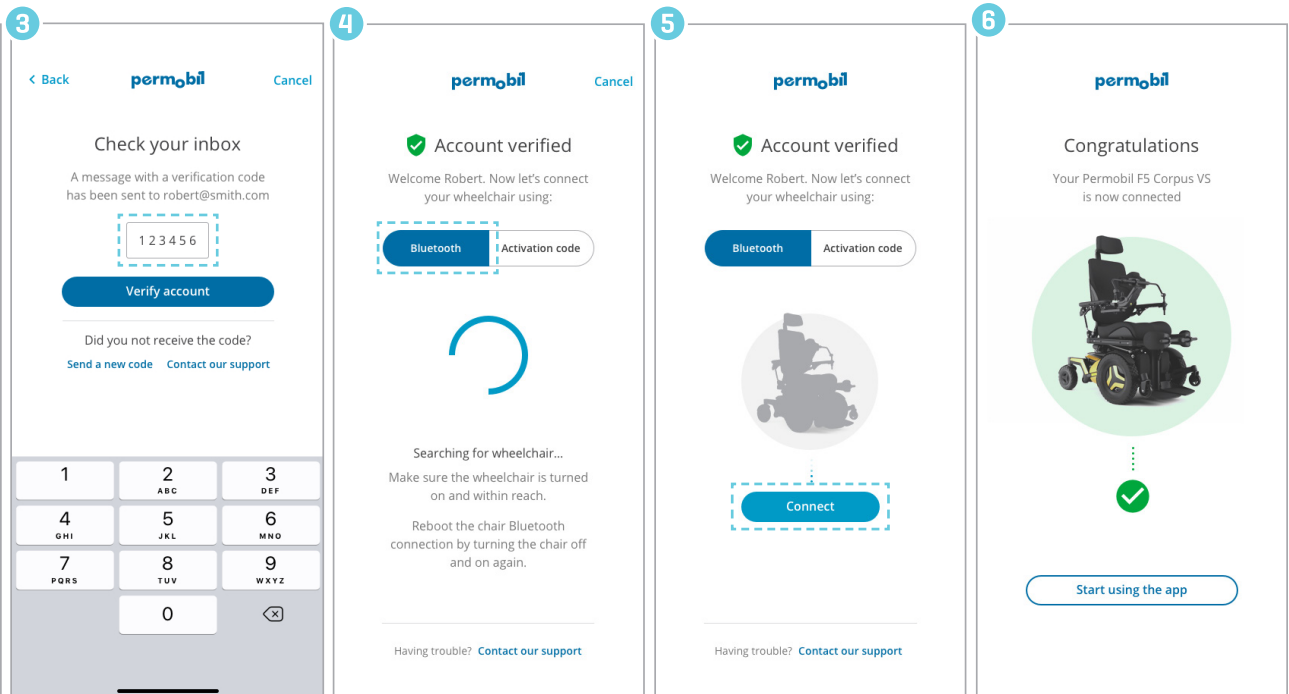 3
< Back
permobil
Cancel
Check your inbox
A message with a verification code
has been sent to robert@smith.com
1 2 3 4 5 6
Verify account
Did you not receive the code?
Send a new code
Contact our support
1
2
ABC
3
DEF
4
GHI
5
JKL
6
MNO
7
PQRS
8
TUV
9
WXYZ
0
4
permobil
Cancel
Account verified
Welcome Robert. Now let's connect
your wheelchair using:
Bluetooth
Activation code
Searching for wheelchair...
Make sure the wheelchair is turned
on and within reach.
Reboot the chair Bluetooth
connection by turning the chair off
and on again.
Having trouble? Contact our support
5
permobil
Account verified
Welcome Robert. Now let's connect
your wheelchair using:
Bluetooth
Activation code
Connect
Having trouble? Contact our support
6
permobil
Congratulations
Your Permobil F5 Corpus VS
is now connected
Start using the app